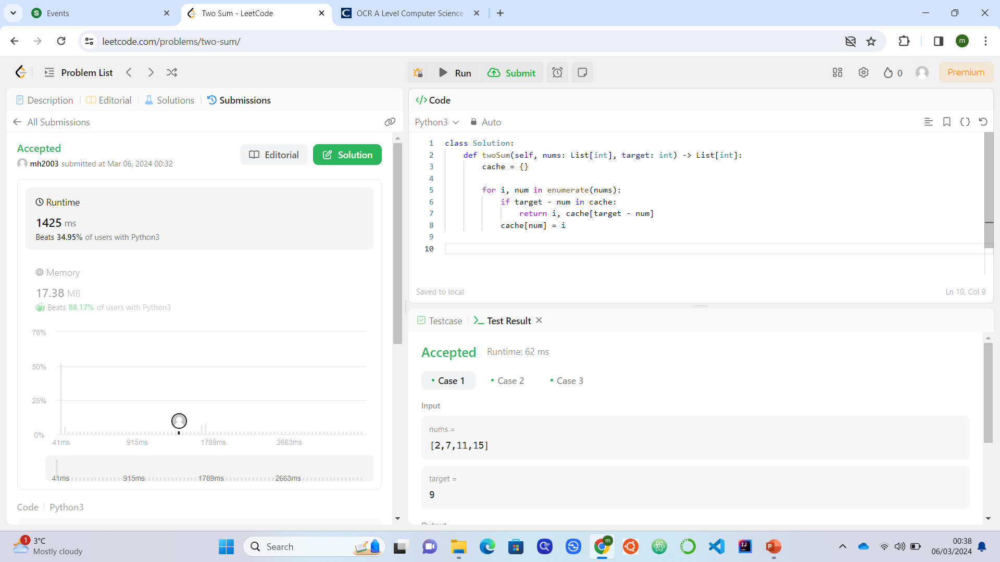 Events
Two Sum - LeetCode
OCR A Level Computer Science
leetcode.com/problems/two-sum/
m
Problem List
Run
Submit
0
Premium
Description
Editorial
Solutions
Submissions
All Submissions
Accepted
mh2003 submitted at Mar 06, 2024 00:32
Editorial
Solution
Runtime
1425 ms
Beats 34.95% of users with Python3
Memory
17.38 MB
Beats 88.17% of users with Python3
75%
50%
25%
0%
41ms 915ms 1789ms 2663ms
41ms 915ms 1789ms 2663ms
Code Python3
</> Code
Python3 Auto
1 class Solution:
2 def twoSum(self, nums: List[int], target: int) -> List[int]:
3 cache = {}
4
5 for i, num in enumerate(nums):
6 if target - num in cache:
7 return i, cache[target - num]
8 cache[num] = i
9
10
Saved to local
Ln 10, Col 9
Testcase
Test Result
Accepted Runtime: 62 ms
Case 1
Case 2
Case 3
Input
nums =
[2,7,11,15]
target =
9
1
3°C
Mostly cloudy
Search
m
IJ
P
00:38
06/03/2024